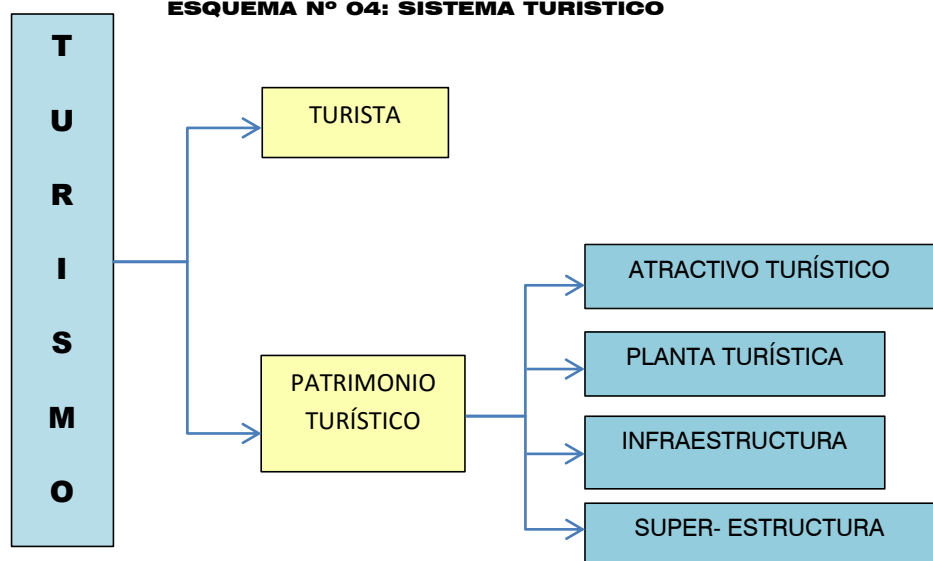 ESQUEMA Nº 04: SISTEMA TURISTICO
T
U
R
I
S
M
O
TURISTA
PATRIMONIO
TURÍSTICO
ATRACTIVO TURÍSTICO
PLANTA TURÍSTICA
INFRAESTRUCTURA
SUPER- ESTRUCTURA